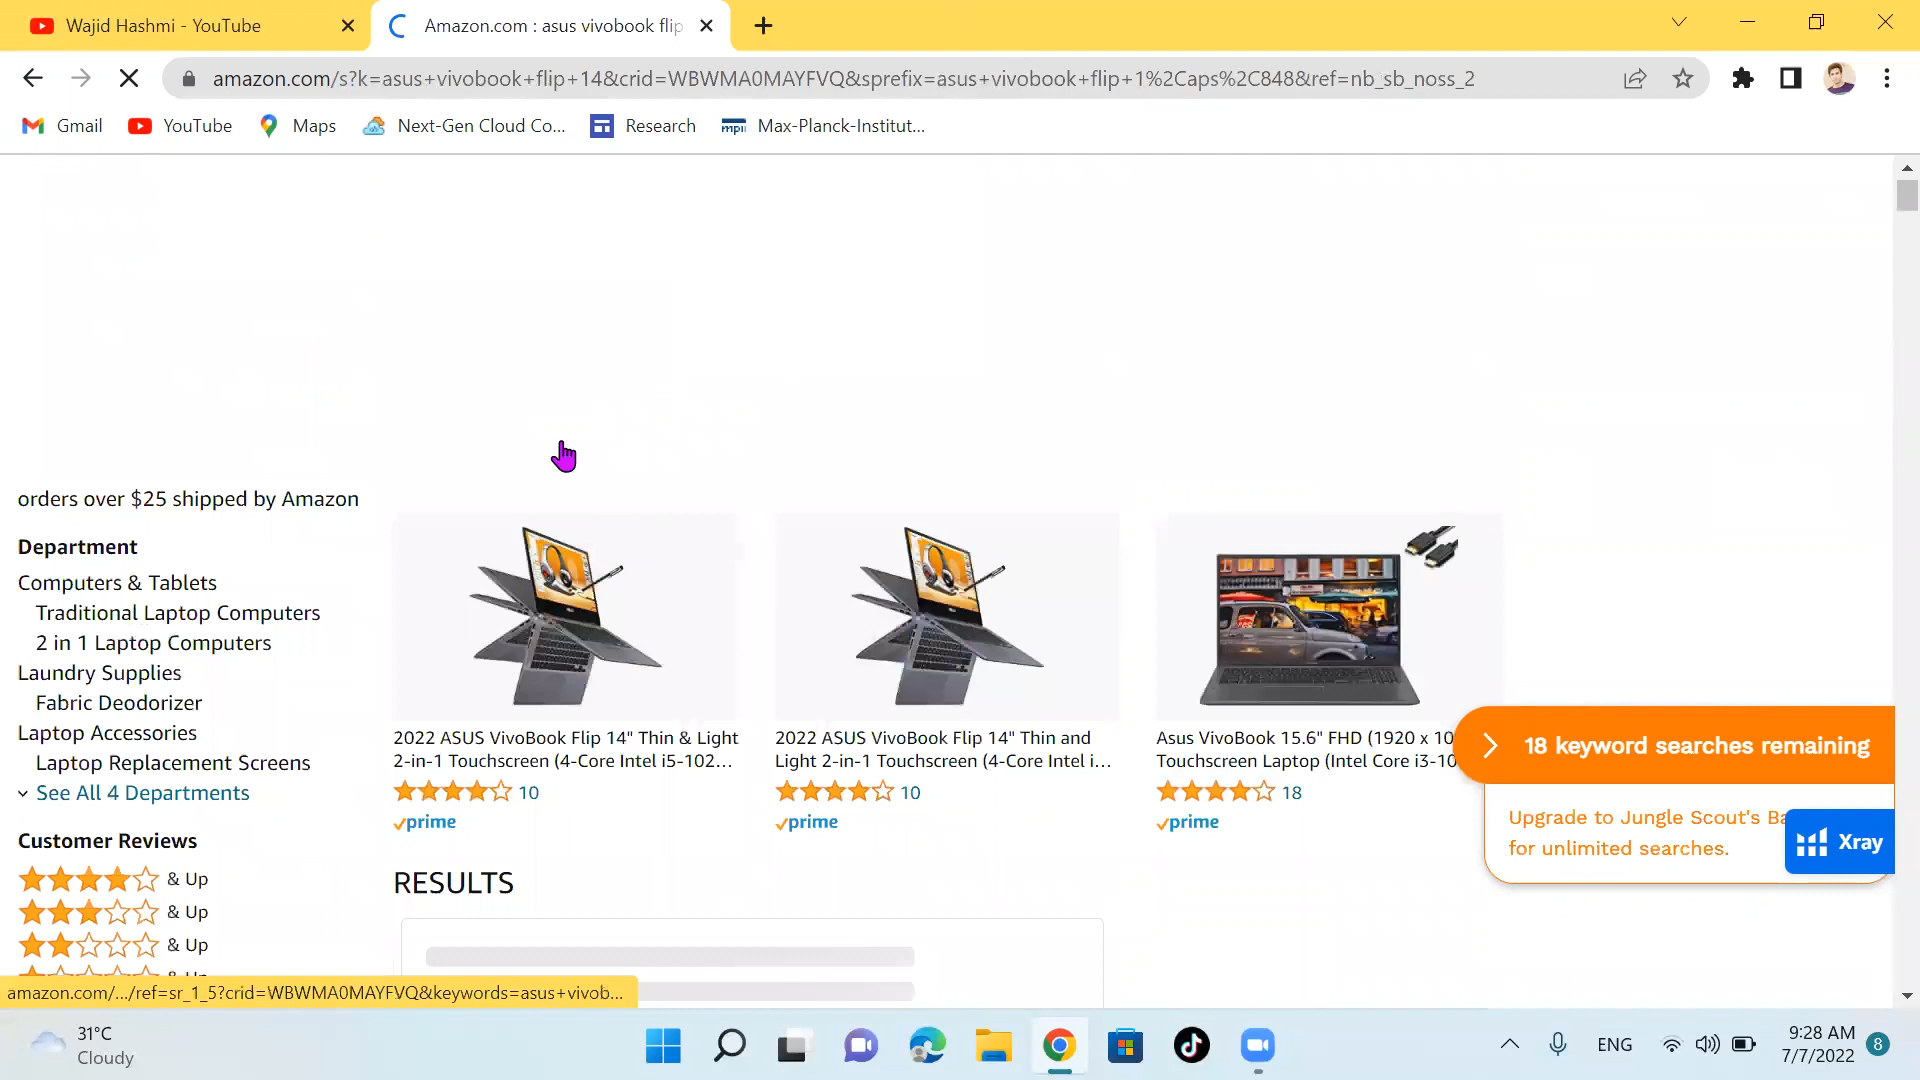 Wajid Hashmi - YouTube
Amazon.com : asus vivobook flip
amazon.com/s?k=asus+vivobook+flip+14&crid=WBWMA0MAYFVQ&sprefix=asus+vivobook+flip+1%2Caps%2C848&ref=nb_sb_noss_2
Gmail
YouTube
Maps
Next-Gen Cloud Co...
Research
mpii Max-Planck-Institut...
orders over $25 shipped by Amazon
Department
Computers & Tablets
Traditional Laptop Computers
2 in 1 Laptop Computers
Laundry Supplies
Fabric Deodorizer
Laptop Accessories
Laptop Replacement Screens
See All 4 Departments
Customer Reviews
& Up
& Up
& Up
& Up
2022 ASUS VivoBook Flip 14" Thin & Light
2-in-1 Touchscreen (4-Core Intel i5-102...
10
prime
2022 ASUS VivoBook Flip 14" Thin and
Light 2-in-1 Touchscreen (4-Core Intel i...
10
prime
Asus VivoBook 15.6" FHD (1920 x 10
Touchscreen Laptop (Intel Core i3-10
18
prime
RESULTS
18 keyword searches remaining
Upgrade to Jungle Scout's Ba
for unlimited searches.
Xray
amazon.com/.../ref=sr_1_5?crid=WBWMA0MAYFVQ&keywords=asus+vivob...
31°C
Cloudy
ENG
9:28 AM
7/7/2022
8